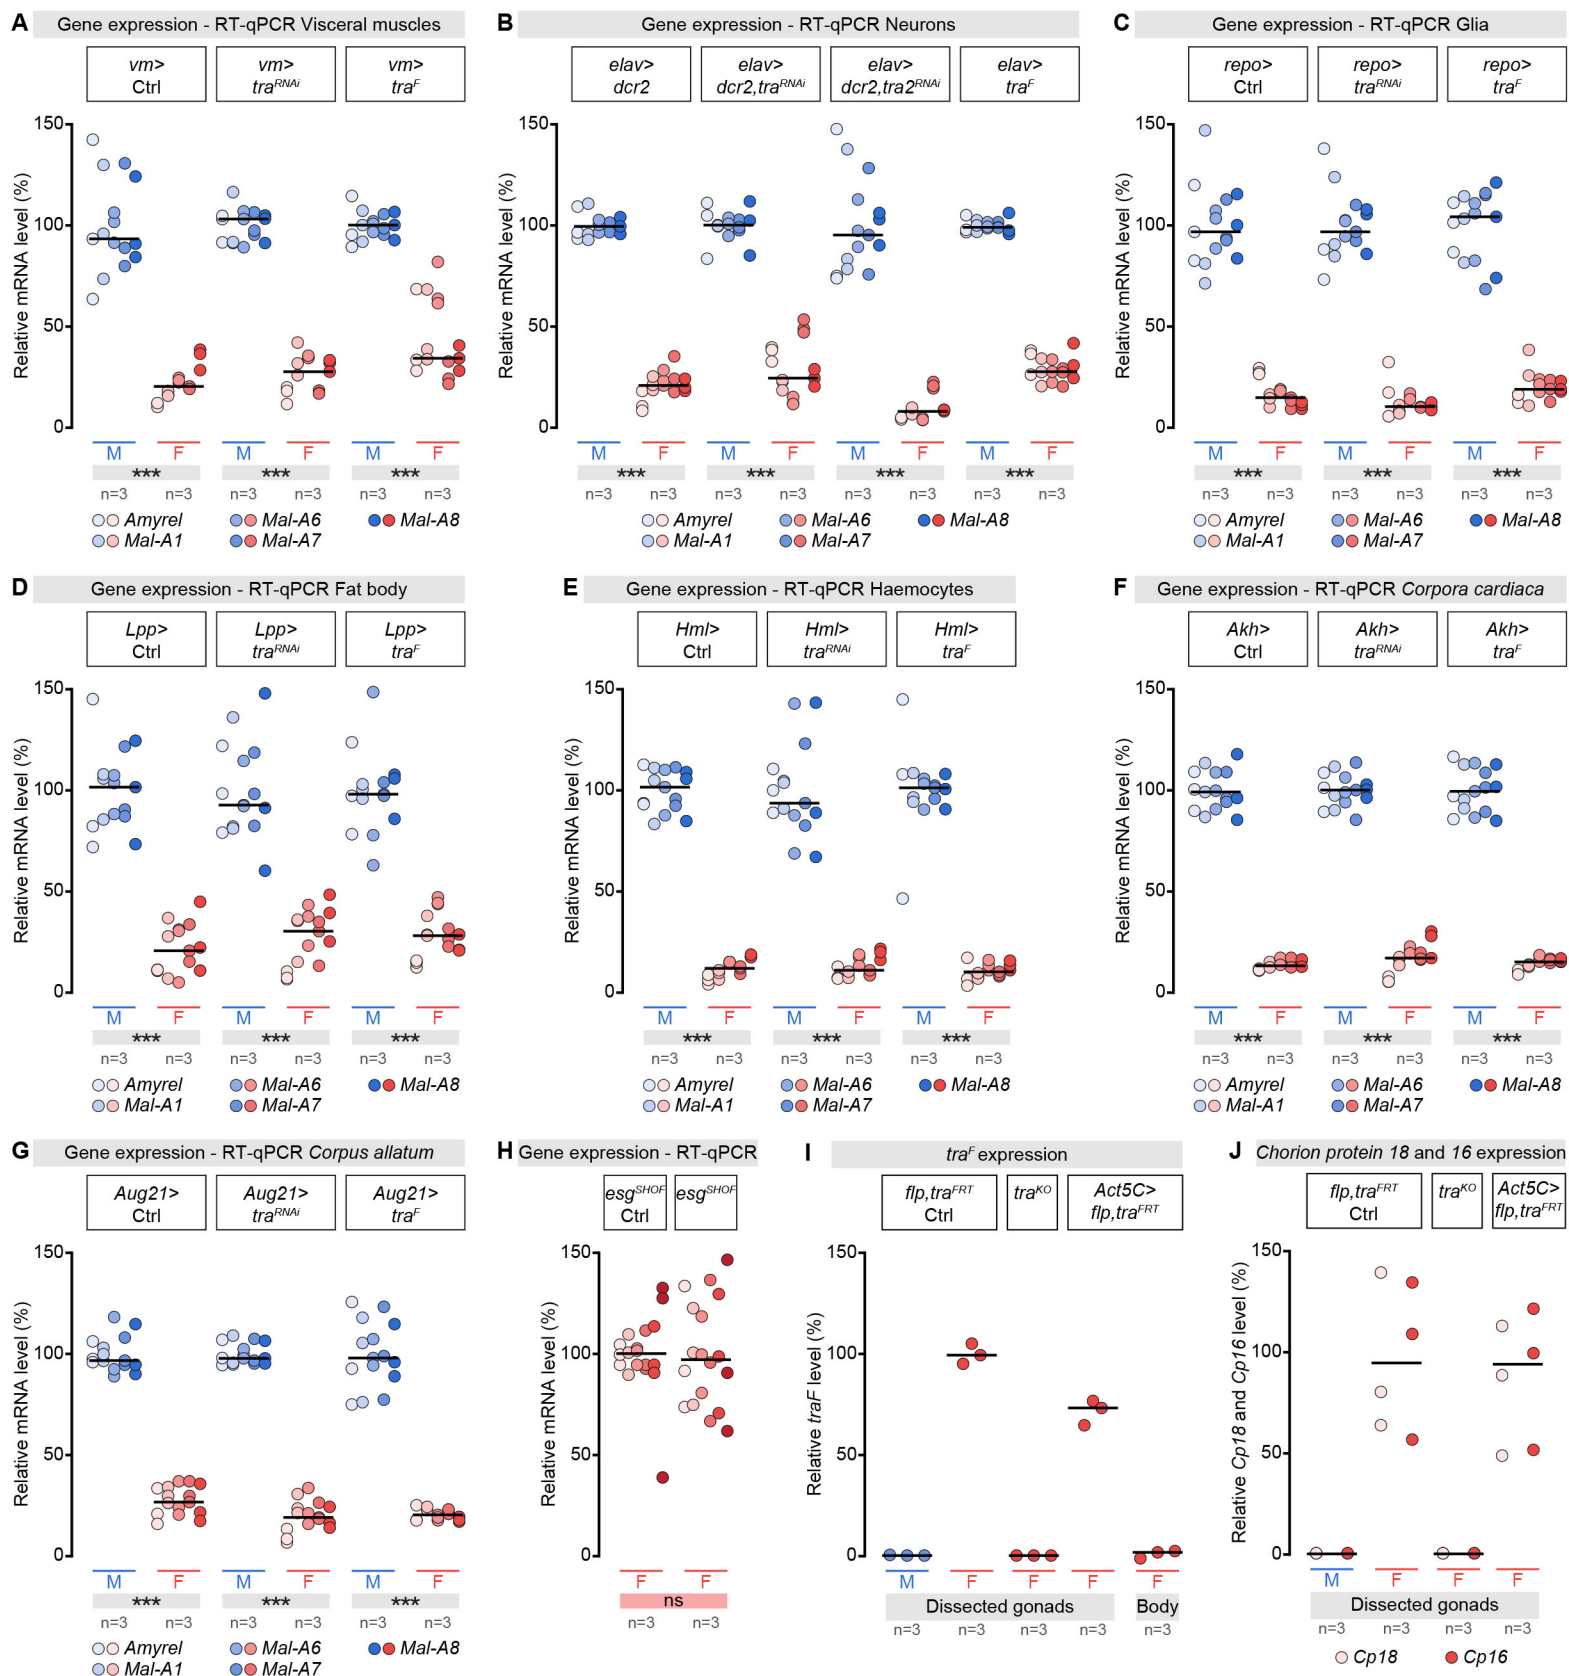 A Gene expression - RT-qPCR Visceral muscles
vm> Ctrl
vm> traRNAi
vm> traF
Relative mRNA level (%)
150
100
50
0
M F M F M F
*** *** ***
n=3 n=3 n=3 n=3 n=3 n=3
Amyrel Mal-A6 Mal-A8
Mal-A1 Mal-A7
B Gene expression - RT-qPCR Neurons
elav> dcr2
elav> dcr2,traRNAi
elav> dcr2,tra2RNAi
elav> traF
Relative mRNA level (%)
150
100
50
0
M F M F M F M F
*** *** *** ***
n=3 n=3 n=3 n=3 n=3 n=3 n=3 n=3
Amyrel Mal-A6 Mal-A8
Mal-A1 Mal-A7
C Gene expression - RT-qPCR Glia
repo> Ctrl
repo> traRNAi
repo> traF
Relative mRNA level (%)
150
100
50
0
M F M F M F
*** *** ***
n=3 n=3 n=3 n=3 n=3 n=3
Amyrel Mal-A6 Mal-A8
Mal-A1 Mal-A7
D Gene expression - RT-qPCR Fat body
Lpp> Ctrl
Lpp> traRNAi
Lpp> traF
Relative mRNA level (%)
150
100
50
0
M F M F M F
*** *** ***
n=3 n=3 n=3 n=3 n=3 n=3
Amyrel Mal-A6 Mal-A8
Mal-A1 Mal-A7
E Gene expression - RT-qPCR Haemocytes
Hml> Ctrl
Hml> traRNAi
Hml> traF
Relative mRNA level (%)
150
100
50
0
M F M F M F
*** *** ***
n=3 n=3 n=3 n=3 n=3 n=3
Amyrel Mal-A6 Mal-A8
Mal-A1 Mal-A7
F Gene expression - RT-qPCR Corpora cardiaca
Akh> Ctrl
Akh> traRNAi
Akh> traF
Relative mRNA level (%)
150
100
50
0
M F M F M F
*** *** ***
n=3 n=3 n=3 n=3 n=3 n=3
Amyrel Mal-A6 Mal-A8
Mal-A1 Mal-A7
G Gene expression - RT-qPCR Corpus allatum
Aug21> Ctrl
Aug21> traRNAi
Aug21> traF
Relative mRNA level (%)
150
100
50
0
M F M F M F
*** *** ***
n=3 n=3 n=3 n=3 n=3 n=3
Amyrel Mal-A6 Mal-A8
Mal-A1 Mal-A7
H Gene expression - RT-qPCR
esgSHOF Ctrl
esgSHOF
Relative mRNA level (%)
150
100
50
0
F F
ns
n=3 n=3
I traF expression
flp,traFRT Ctrl
traKO
Act5C> flp,traFRT
Relative traF level (%)
150
100
50
0
M F F F F
Dissected gonads Body
n=3 n=3 n=3 n=3 n=3
J Chorion protein 18 and 16 expression
flp,traFRT Ctrl
traKO
Act5C> flp,traFRT
Relative Cp18 and Cp16 level (%)
150
100
50
0
M F F F
Dissected gonads
n=3 n=3 n=3 n=3
Cp18 Cp16